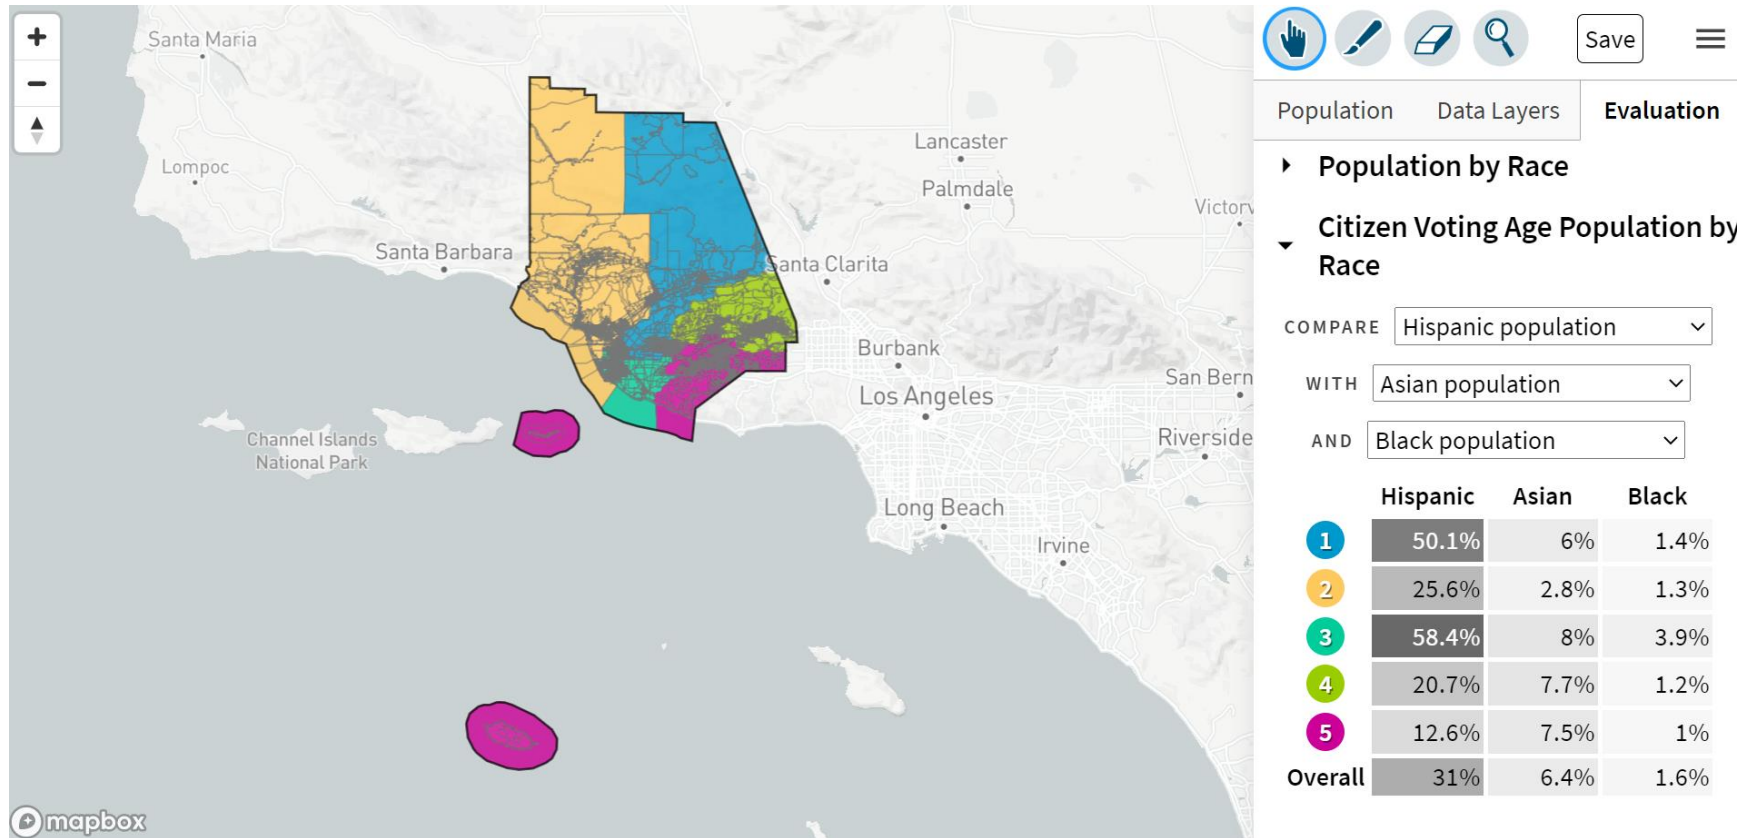 Santa Maria
Lompoc
Santa Barbara
Lancaster
Palmdale
Victorv
Santa Clarita
Burbank
Los Angeles
San Bern
Riverside
Channel Islands
National Park
Long Beach
Irvine
mapbox
Save
Population Data Layers Evaluation
Population by Race
Citizen Voting Age Population by
Race
COMPARE Hispanic population
WITH Asian population
AND Black population
Hispanic Asian Black
1 50.1% 6% 1.4%
2 25.6% 2.8% 1.3%
3 58.4% 8% 3.9%
4 20.7% 7.7% 1.2%
5 12.6% 7.5% 1%
Overall 31% 6.4% 1.6%